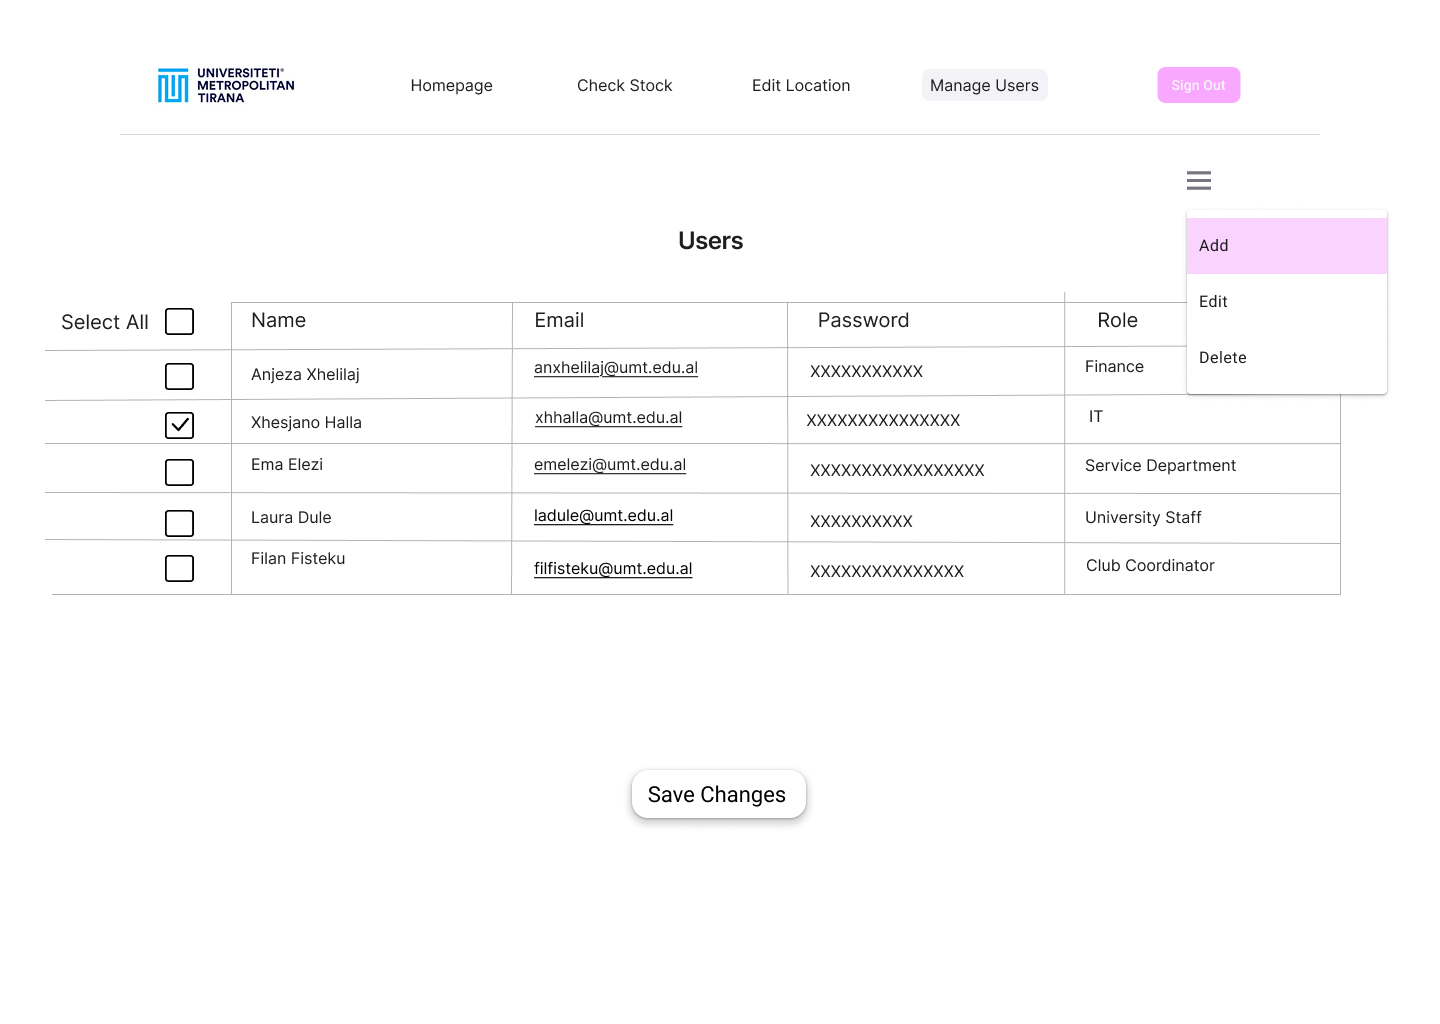 UNIVERSITETI
METROPOLITAN
TIRANA
Homepage
Check Stock
Edit Location
Manage Users
Sign Out
Users
Add
Edit
Delete
Select All
Name
Email
Password
Role
Anjeza Xhelilaj
anxhelilaj@umt.edu.al
XXXXXXXXXXX
Finance
Xhesjano Halla
xhhalla@umt.edu.al
XXXXXXXXXXXXXXX
IT
Ema Elezi
emelezi@umt.edu.al
XXXXXXXXXXXXXXXXX
Service Department
Laura Dule
ladule@umt.edu.al
XXXXXXXXXX
University Staff
Filan Fisteku
filfisteku@umt.edu.al
XXXXXXXXXXXXXXX
Club Coordinator
Save Changes